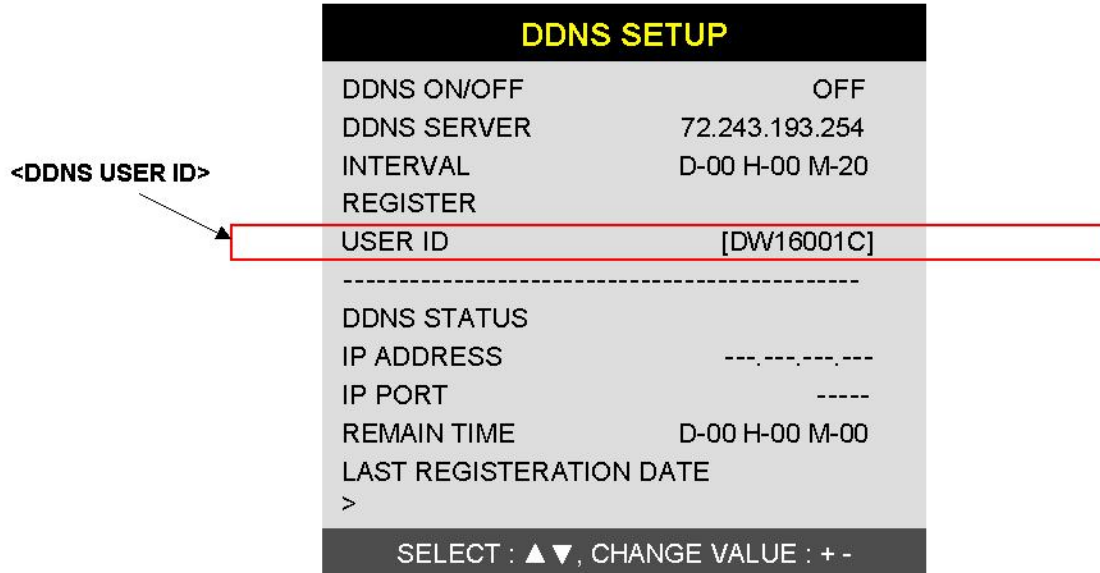 DDNS SETUP
DDNS ON/OFF OFF
DDNS SERVER 72.243.193.254
<DDNS USER ID>
INTERVAL D-00 H-00 M-20
REGISTER
USER ID [DW16001C]
----------------------------------------------
DDNS STATUS
IP ADDRESS ---.---.---.---
IP PORT -----
REMAIN TIME D-00 H-00 M-00
LAST REGISTERATION DATE
>
SELECT : ▲▼, CHANGE VALUE : + -